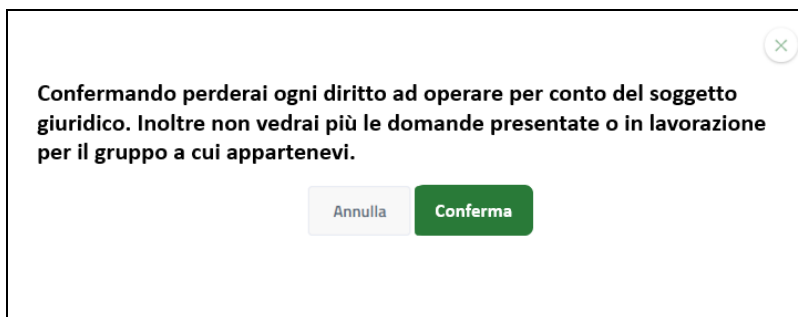 Confermando perderai ogni diritto ad operare per conto del soggetto
giuridico. Inoltre non vedrai più le domande presentate o in lavorazione
per il gruppo a cui appartenevi.
Annulla Conferma